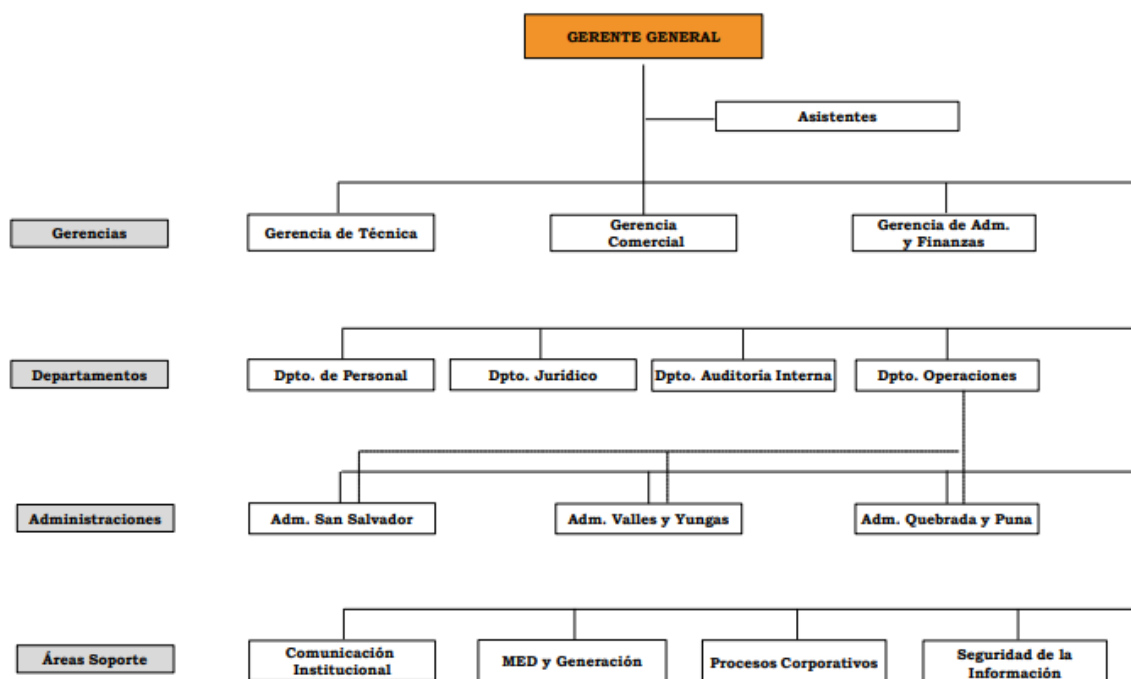 GERENTE GENERAL
Asistentes
Gerencias
Gerencia de Técnica
Gerencia
Comercial
Gerencia de Adm.
y Finanzas
Departamentos
Dpto. de Personal
Dpto. Jurídico
Dpto. Auditoría Interna
Dpto. Operaciones
Administraciones
Adm. San Salvador
Adm. Valles y Yungas
Adm. Quebrada y Puna
Áreas Soporte
Comunicación
Institucional
MED y Generación
Procesos Corporativos
Seguridad de la
Información